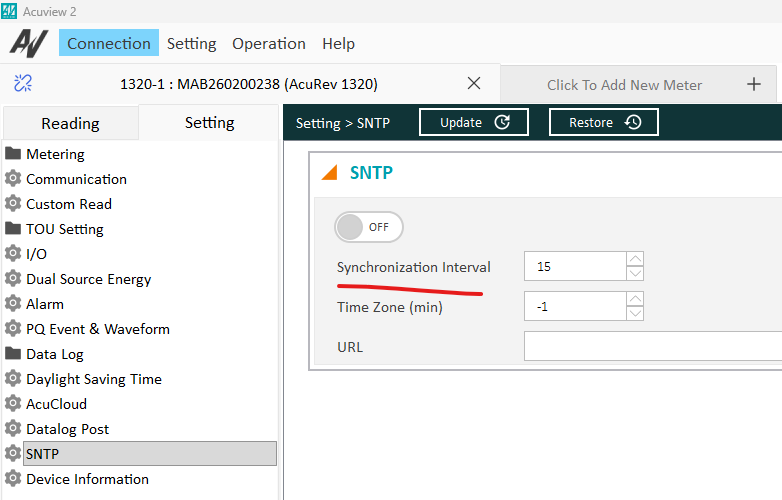 Acuview 2
Connection Setting Operation Help
1320-1 : MAB260200238 (AcuRev 1320)
Click To Add New Meter
Reading
Setting
Setting > SNTP
Update
Restore
Metering
Communication
Custom Read
TOU Setting
I/O
Dual Source Energy
Alarm
PQ Event & Waveform
Data Log
Daylight Saving Time
AcuCloud
Datalog Post
SNTP
Device Information
SNTP
OFF
Synchronization Interval 15
Time Zone (min) -1
URL